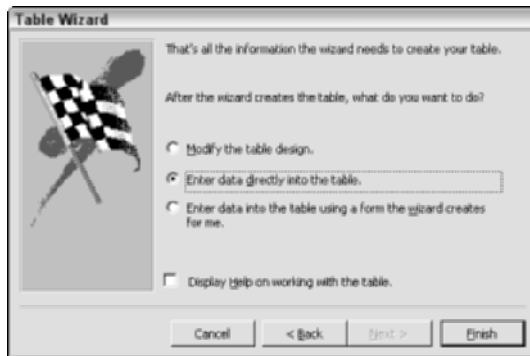 Table Wizard
That's all the information the wizard needs to create your table.
After the wizard creates the table, what do you want to do?
Modify the table design.
Enter data directly into the table.
Enter data into the table using a form the wizard creates
for me.
Display Help on working with the table.
Cancel
< Back
Next >
Finish